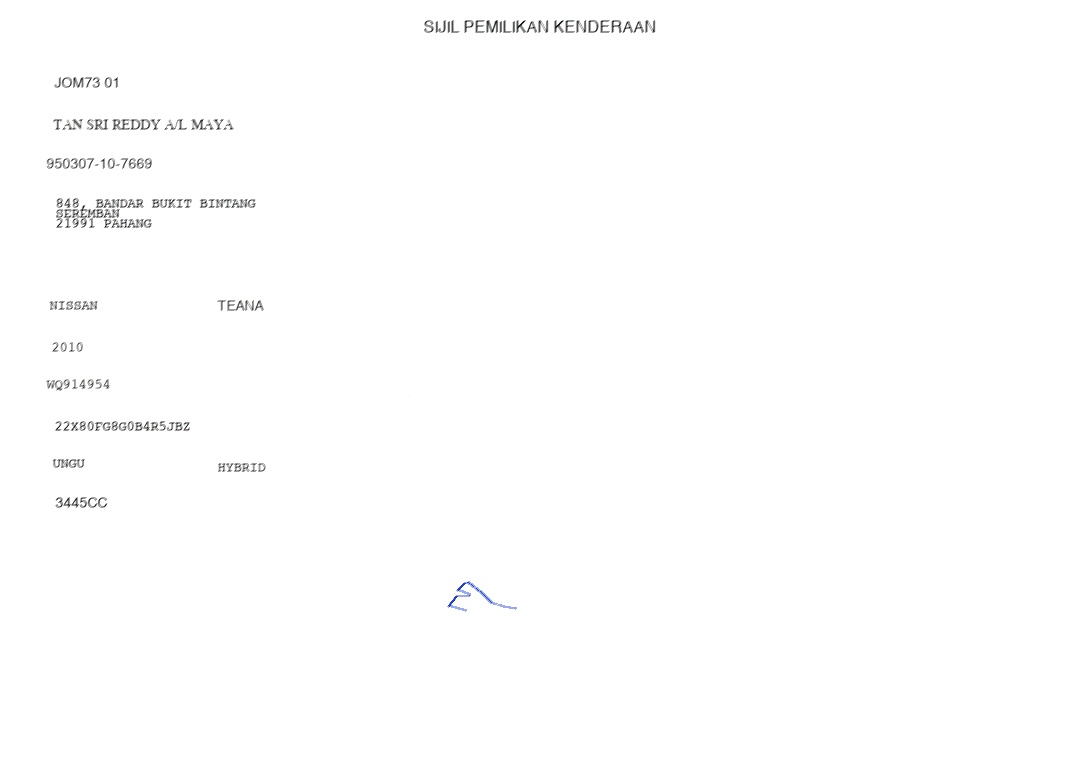 SIJIL PEMILIKAN KENDERAAN
JOM73 01
TAN SRI REDDY A/L MAYA
950307-10-7669
848, BANDAR BUKIT BINTANG
SEREMBAN
21991 PAHANG
NISSAN TEANA
2010
WQ914954
22X80FG8G0B4R5JBZ
UNGU HYBRID
3445CC